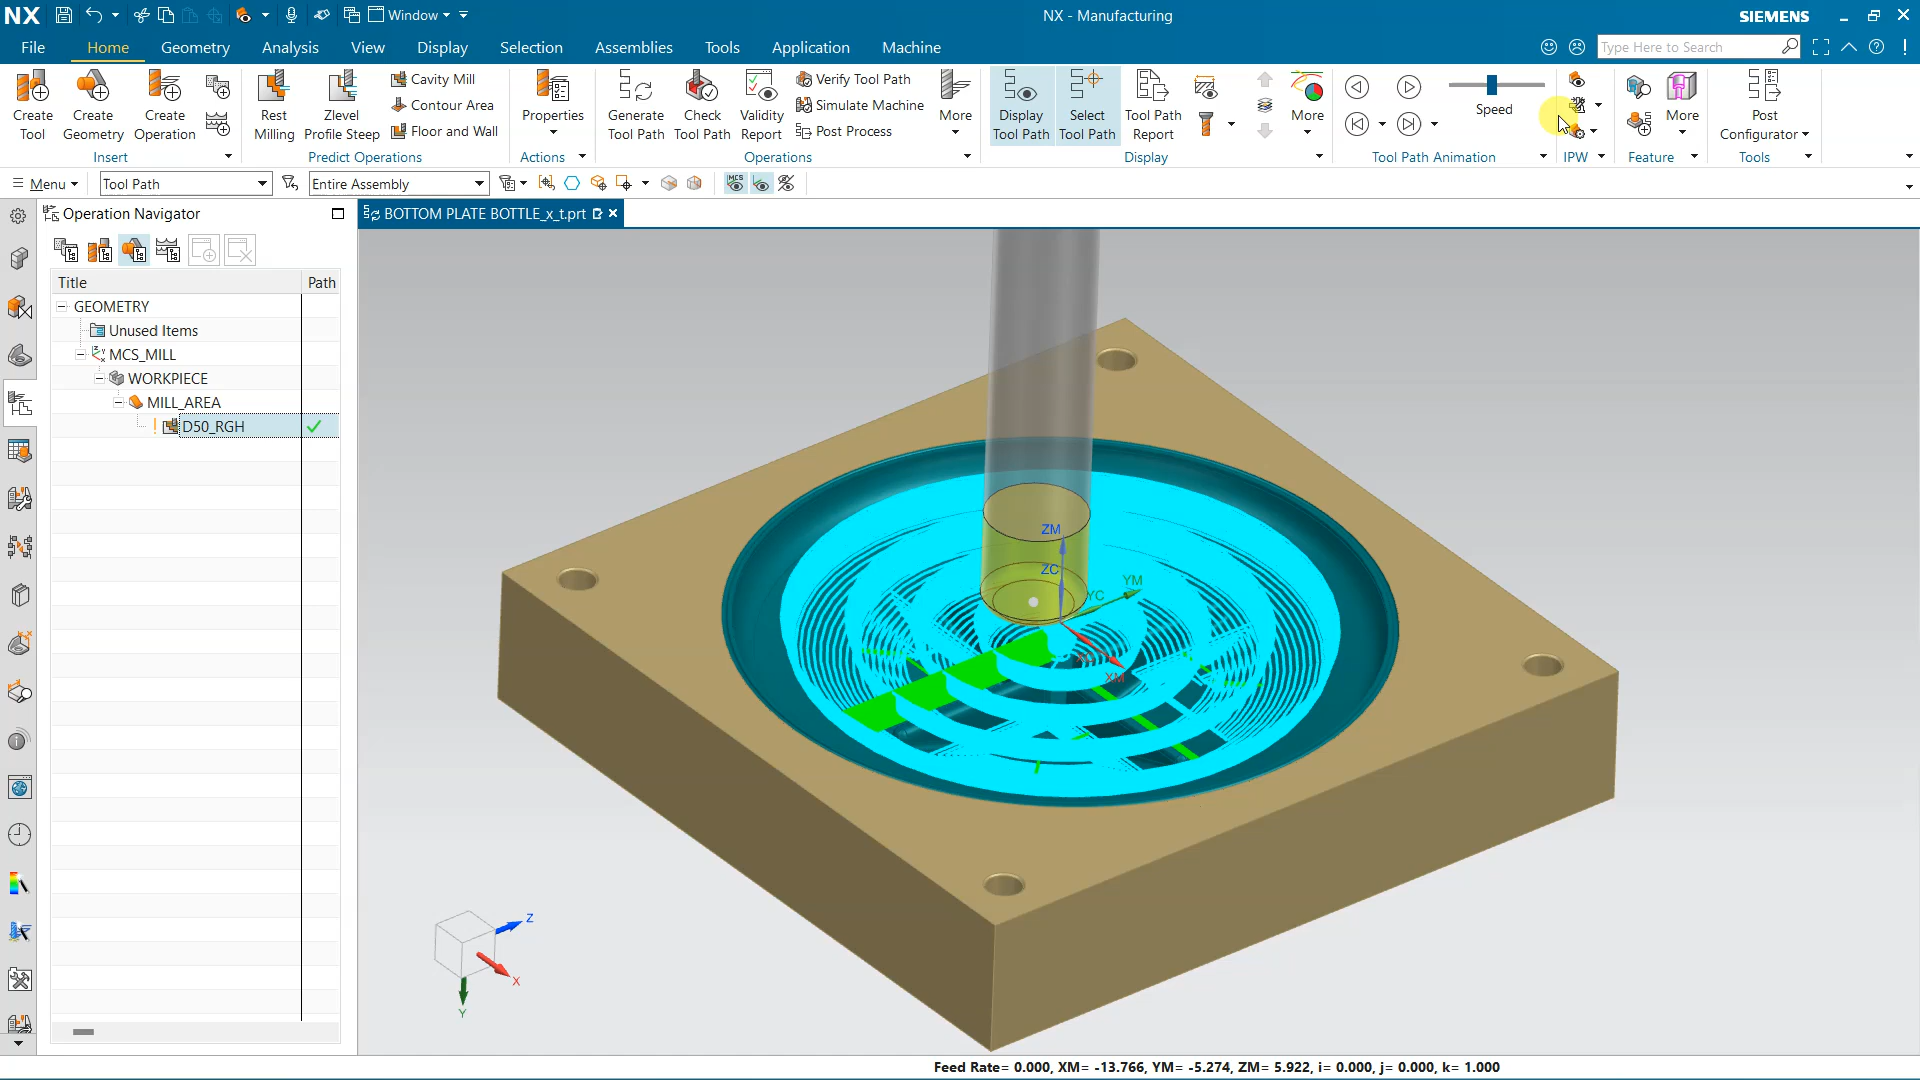 NX
Window
NX - Manufacturing
SIEMENS
File
Home
Geometry
Analysis
View
Display
Selection
Assemblies
Tools
Application
Machine
Type Here to Search
Create Tool
Create Geometry
Create Operation
Insert
Rest Milling
Zlevel Profile Steep
Cavity Mill
Contour Area
Floor and Wall
Predict Operations
Properties
Actions
Generate Tool Path
Check Tool Path
Validity Report
Verify Tool Path
Simulate Machine
Post Process
More
Operations
Display Tool Path
Select Tool Path
Tool Path Report
More
Display
Speed
Tool Path Animation
IPW
More
Feature
Post Configurator
Tools
Menu
Tool Path
Entire Assembly
MCS
Operation Navigator
BOTTOM PLATE BOTTLE_x_t.prt
Title
Path
GEOMETRY
Unused Items
MCS_MILL
WORKPIECE
MILL_AREA
D50_RGH
ZM
ZC
YM
YC
XC
XM
Z
X
Y
Feed Rate= 0.000, XM= -13.766, YM= -5.274, ZM= 5.922, i= 0.000, j= 0.000, k= 1.000